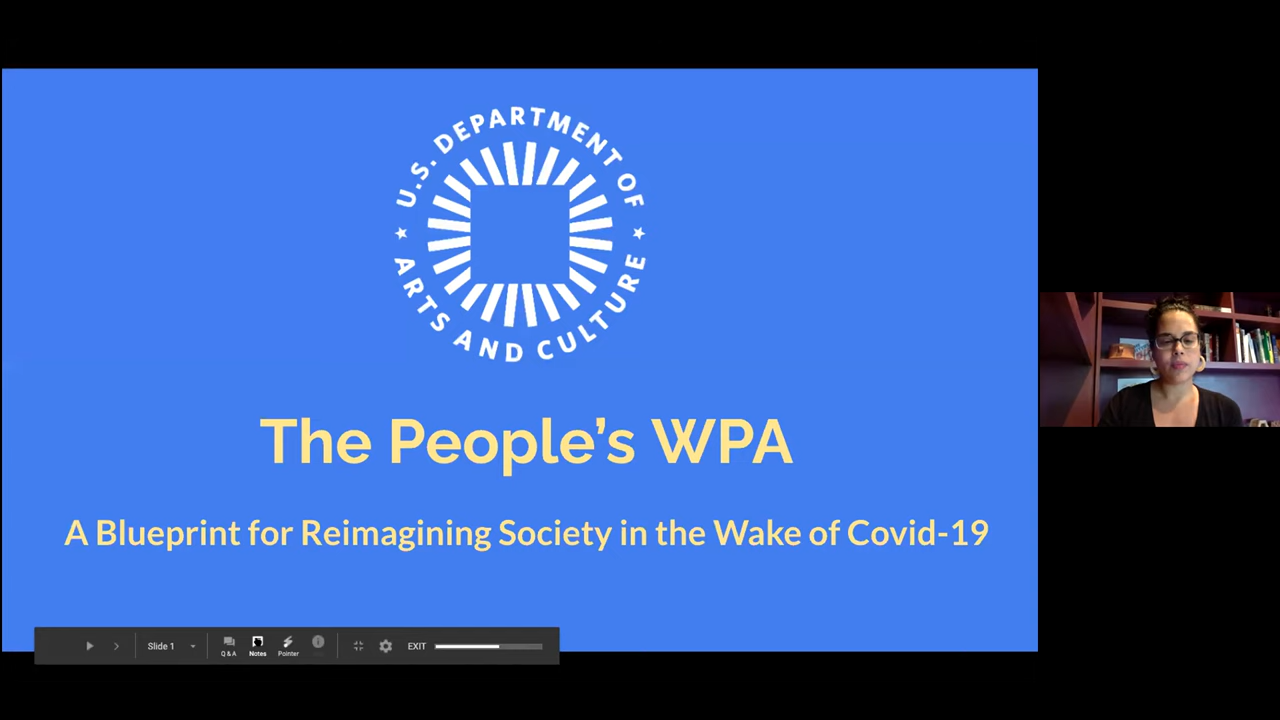 U.S. DEPARTMENT OF
ARTS AND CULTURE
The People's WPA
A Blueprint for Reimagining Society in the Wake of Covid-19
Slide 1
Q & A
Notes
Pointer
EXIT